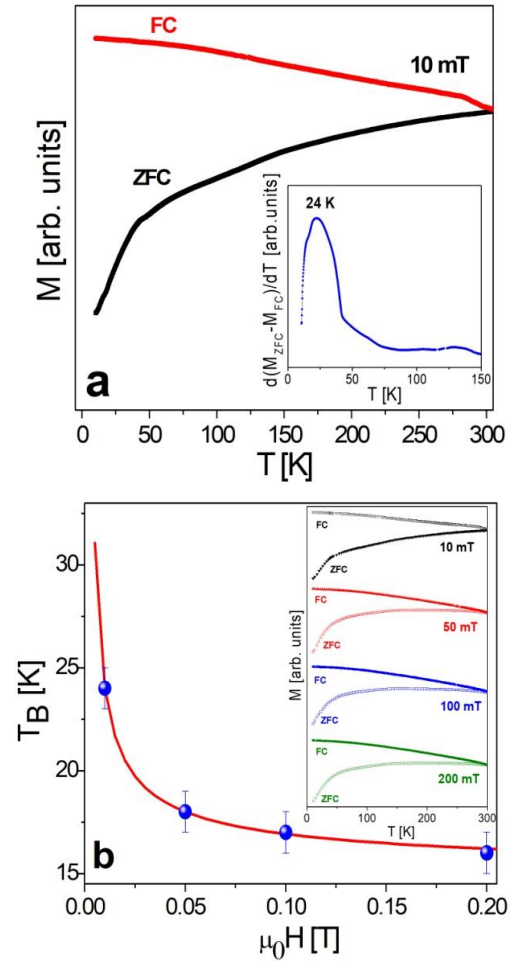 FC
10 mT
ZFC
M [arb. units]
24 K
d(M_ZFC-M_FC)/dT [arb.units]
0 50 100 150
T [K]
a
0 50 100 150 200 250 300
T [K]
30
25
20
15
T_B [K]
FC
ZFC
10 mT
FC
ZFC
50 mT
FC
ZFC
100 mT
FC
ZFC
200 mT
M [arb. units]
0 50 100 150 200 250 300
T [K]
b
0.00 0.05 0.10 0.15 0.20
μ₀H [T]